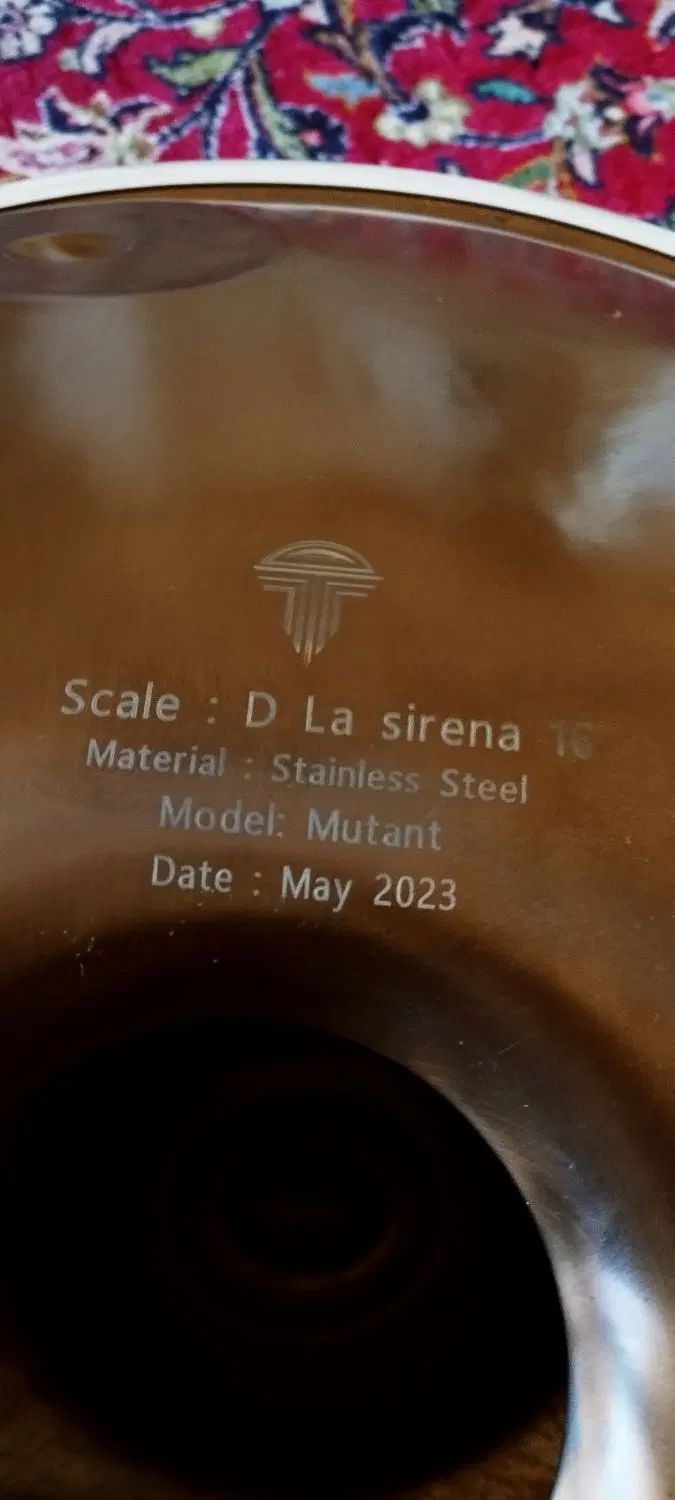 Scale : D La sirena 16
Material : Stainless Steel
Model: Mutant
Date : May 2023